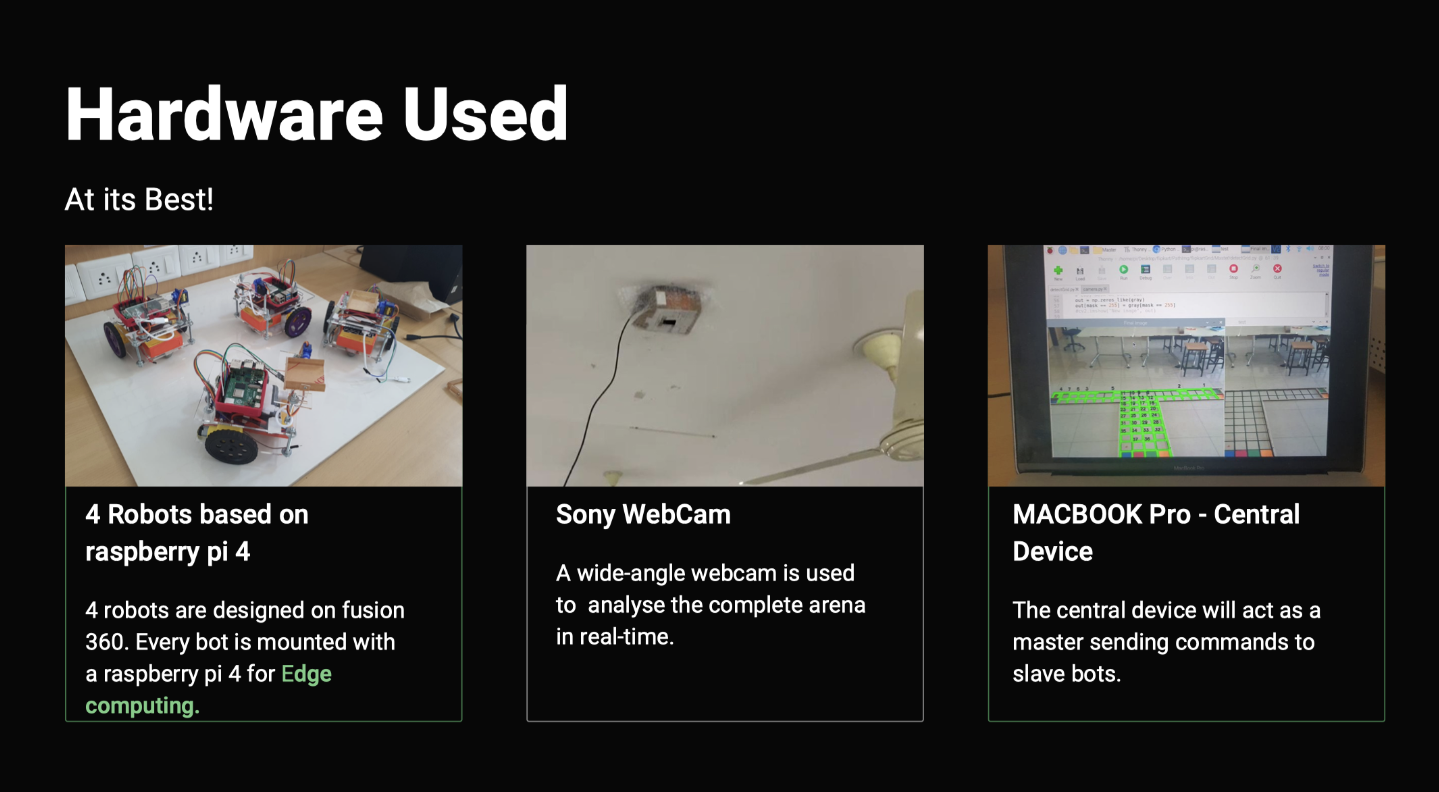 Hardware Used
At its Best!
4 Robots based on
raspberry pi 4
4 robots are designed on fusion
360. Every bot is mounted with
a raspberry pi 4 for Edge
computing.
Sony WebCam
A wide-angle webcam is used
to  analyse the complete arena
in real-time.
MacBook Pro
MACBOOK Pro - Central
Device
The central device will act as a
master sending commands to
slave bots.